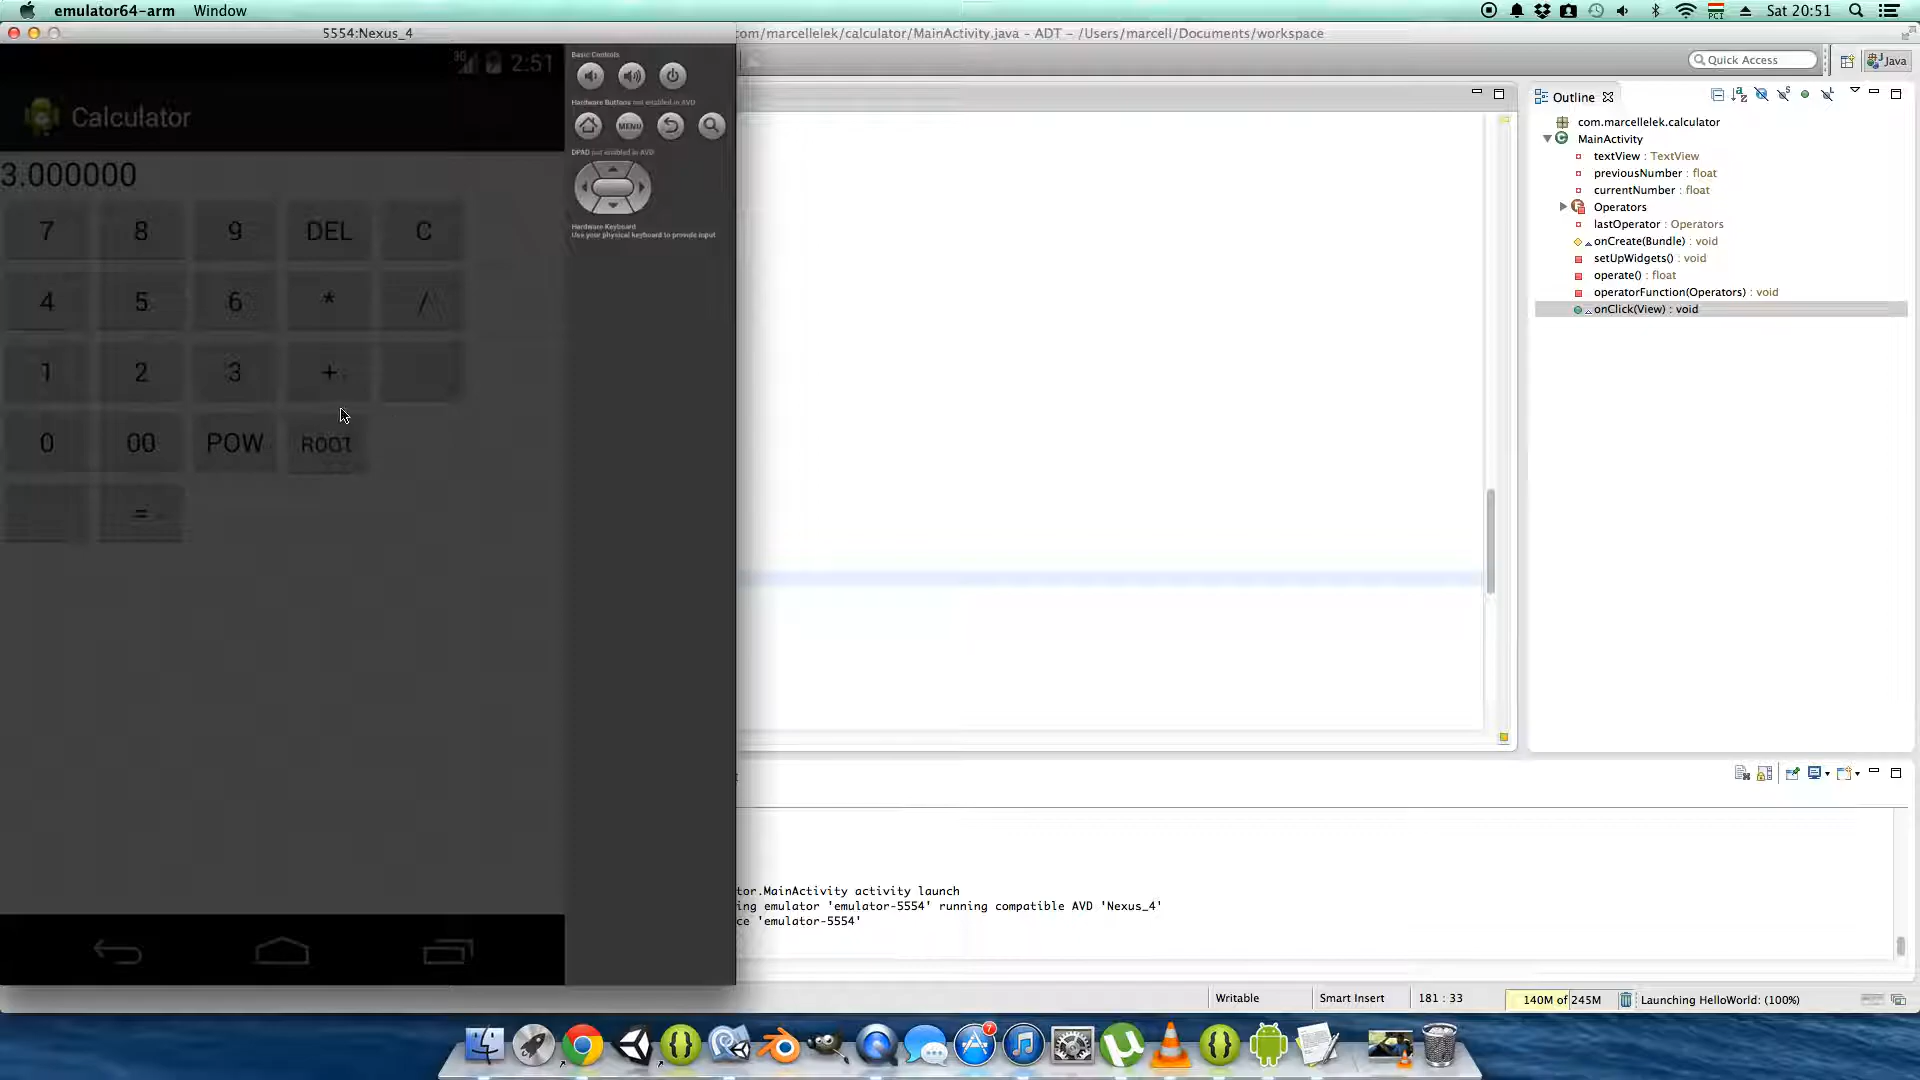 emulator64-arm Window Sat 20:51
5554:Nexus_4
com/marcellelek/calculator/MainActivity.java - ADT - /Users/marcell/Documents/workspace
Quick Access
Java
3G 2:51
Calculator
3.000000
7 8 9 DEL C
4 5 6 * /
1 2 3 +
0 00 POW ROOT
=
Basic Controls
Hardware Buttons not enabled in AVD
MENU
DPAD not enabled in AVD
Hardware Keyboard
Use your physical keyboard to provide input
Outline
com.marcellelek.calculator
MainActivity
textView : TextView
previousNumber : float
currentNumber : float
Operators
lastOperator : Operators
onCreate(Bundle) : void
setUpWidgets() : void
operate() : float
operatorFunction(Operators) : void
onClick(View) : void
tor.MainActivity activity launch
ing emulator 'emulator-5554' running compatible AVD 'Nexus_4'
ce 'emulator-5554'
Writable
Smart Insert
181 : 33
140M of 245M
Launching HelloWorld: (100%)
7